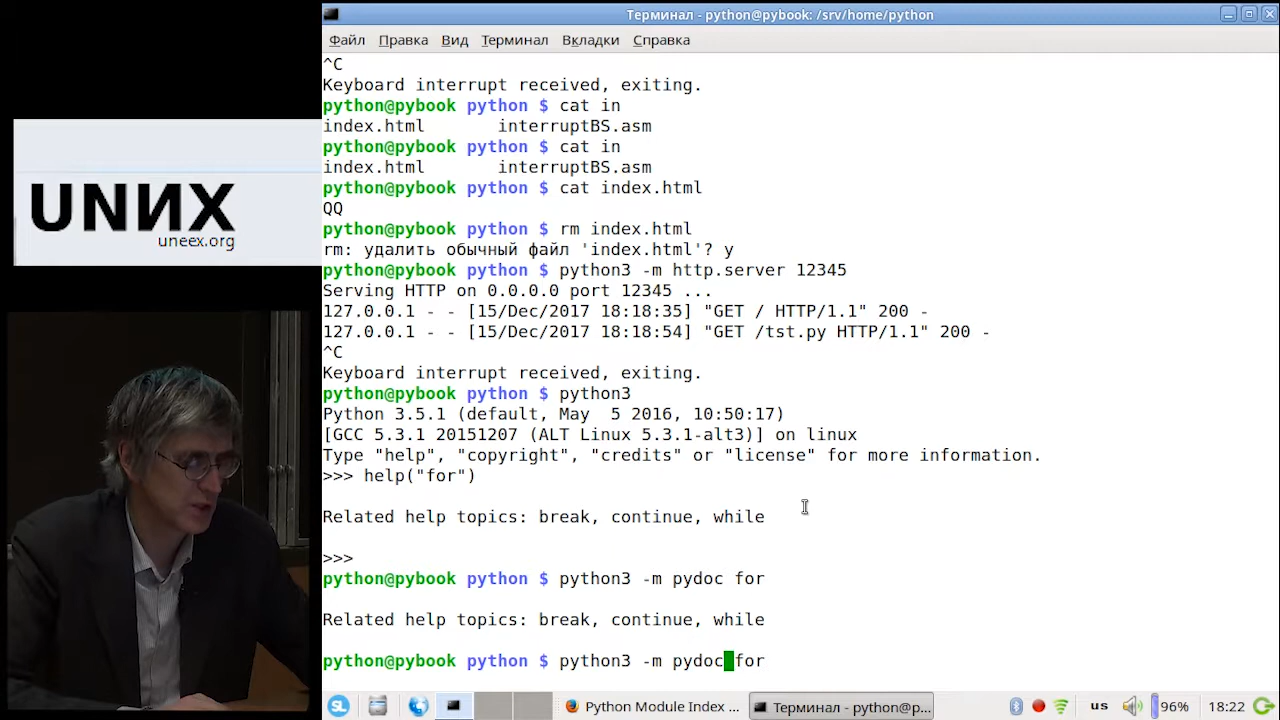 UNИX
uneex.org
Терминал - python@pybook: /srv/home/python
Файл Правка Вид Терминал Вкладки Справка
^C
Keyboard interrupt received, exiting.
python@pybook python $ cat in
index.html interruptBS.asm
python@pybook python $ cat in
index.html interruptBS.asm
python@pybook python $ cat index.html
QQ
python@pybook python $ rm index.html
rm: удалить обычный файл 'index.html'? y
python@pybook python $ python3 -m http.server 12345
Serving HTTP on 0.0.0.0 port 12345 ...
127.0.0.1 - - [15/Dec/2017 18:18:35] "GET / HTTP/1.1" 200 -
127.0.0.1 - - [15/Dec/2017 18:18:54] "GET /tst.py HTTP/1.1" 200 -
^C
Keyboard interrupt received, exiting.
python@pybook python $ python3
Python 3.5.1 (default, May  5 2016, 10:50:17)
[GCC 5.3.1 20151207 (ALT Linux 5.3.1-alt3)] on linux
Type "help", "copyright", "credits" or "license" for more information.
>>> help("for")
Related help topics: break, continue, while
>>>
python@pybook python $ python3 -m pydoc for
Related help topics: break, continue, while
python@pybook python $ python3 -m pydoc for
SL Python Module Index ... Терминал - python@p... us 96% 18:22